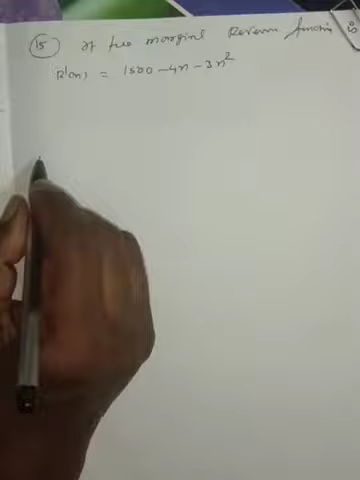 (15) If the marginal Revenue function
R'(x) = 1500 - 4x - 3x²